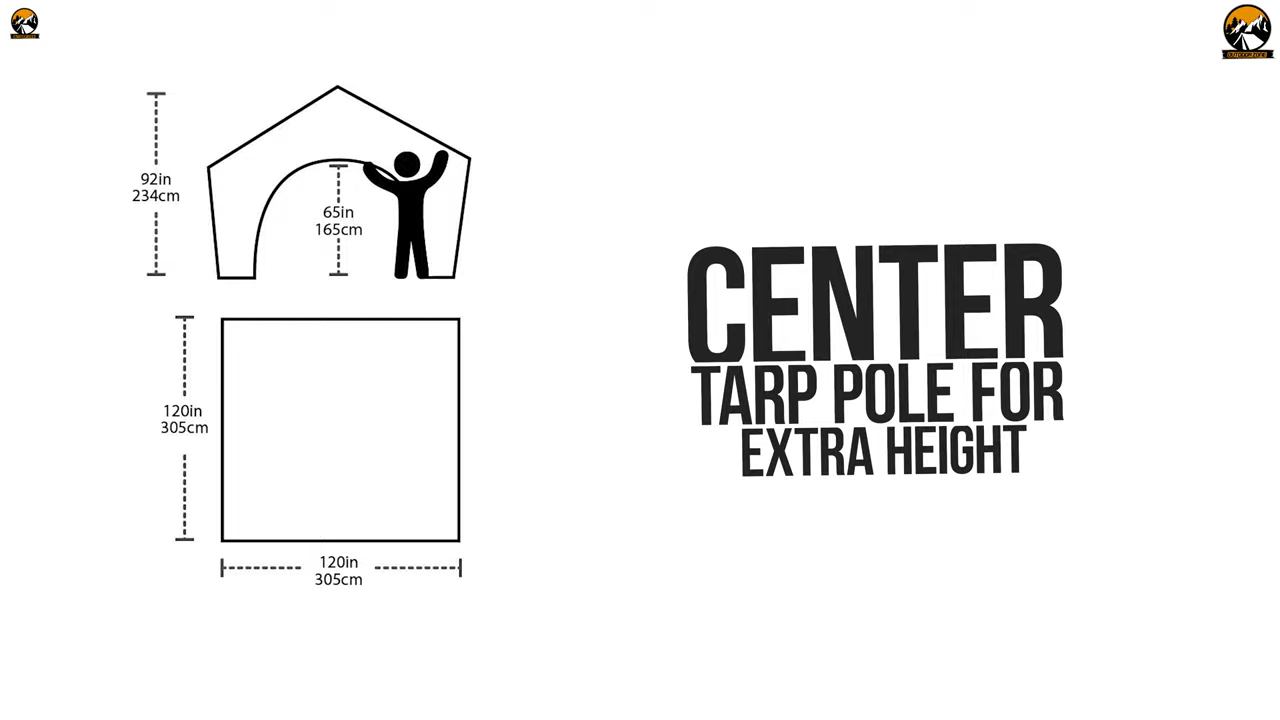 92in
234cm
65in
165cm
120in
305cm
120in
305cm
CENTER
TARP POLE FOR
EXTRA HEIGHT